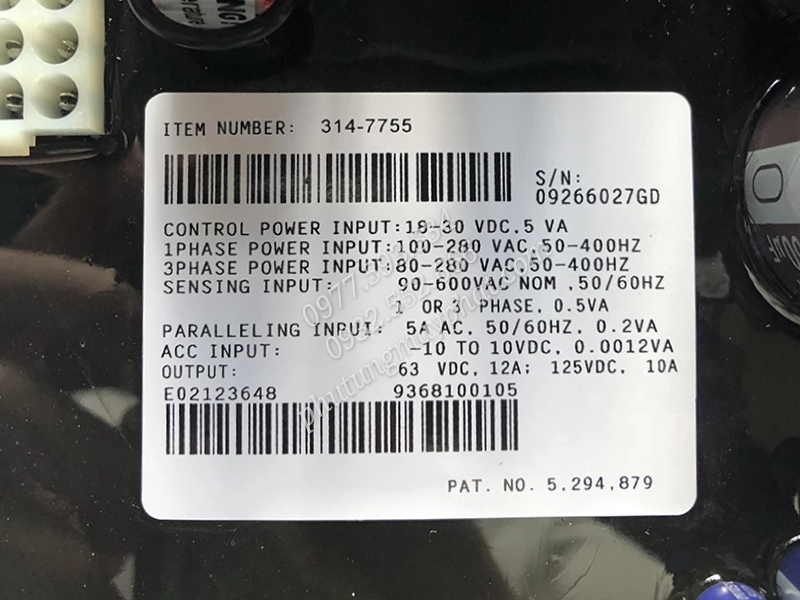 ITEM NUMBER: 314-7755
S/N:
09266027GD
CONTROL POWER INPUT:18-30 VDC,5 VA
1PHASE POWER INPUT:100-280 VAC,50-400HZ
3PHASE POWER INPUT:80-280 VAC,50-400HZ
SENSING INPUT: 90-600VAC NOM ,50/60HZ
1 OR 3 PHASE, 0.5VA
PARALLELING INPUT: 5A AC, 50/60HZ, 0.2VA
ACC INPUT: -10 TO 10VDC, 0.0012VA
OUTPUT: 63 VDC, 12A; 125VDC, 10A
E02123648 9368100105
PAT. NO. 5,294,879